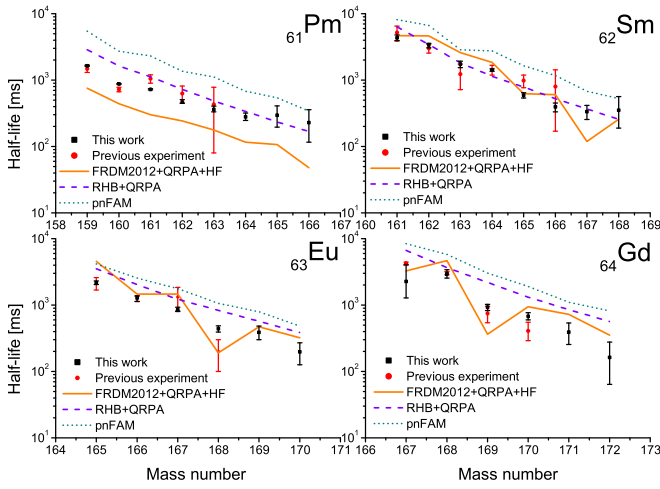 61Pm
62Sm
10^4
10^3
10^2
10^1
Half-life [ms]
This work
Previous experiment
FRDM2012+QRPA+HF
RHB+QRPA
pnFAM
158 159 160 161 162 163 164 165 166 167
10^4
10^3
10^2
10^1
This work
Previous experiment
FRDM2012+QRPA+HF
RHB+QRPA
pnFAM
160 161 162 163 164 165 166 167 168 169
63Eu
64Gd
10^4
10^3
10^2
10^1
Half-life [ms]
This work
Previous experiment
FRDM2012+QRPA+HF
RHB+QRPA
pnFAM
164 165 166 167 168 169 170 171
Mass number
10^4
10^3
10^2
10^1
This work
Previous experiment
FRDM2012+QRPA+HF
RHB+QRPA
pnFAM
166 167 168 169 170 171 172 173
Mass number